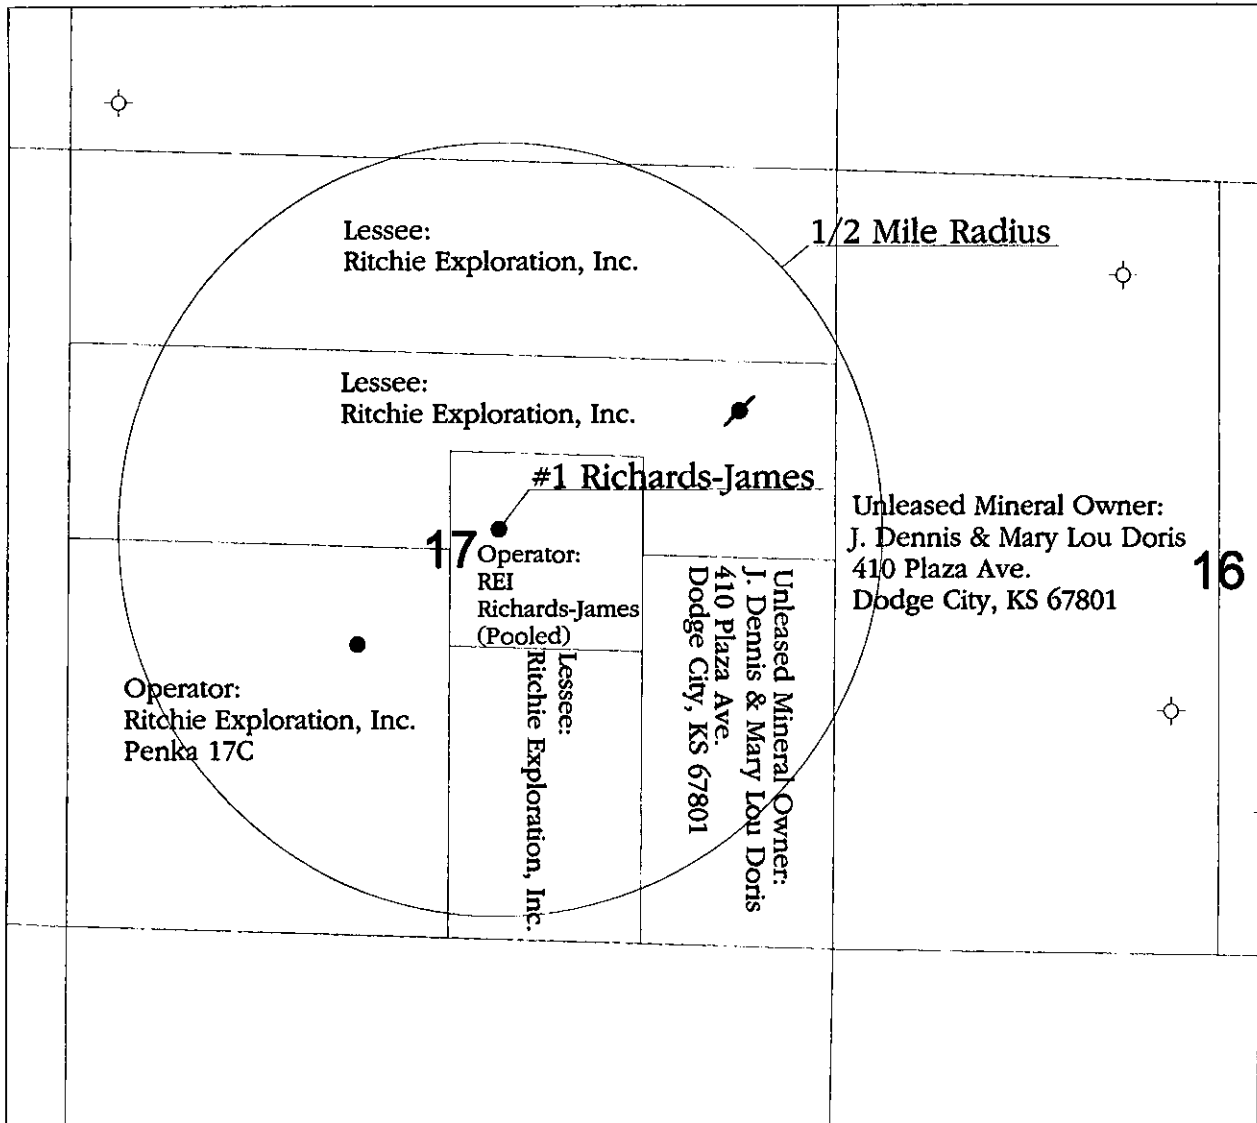 Lessee:
Ritchie Exploration, Inc.
1/2 Mile Radius
Lessee:
Ritchie Exploration, Inc.
#1 Richards-James
17
Operator:
REI
Richards-James
(Pooled)
Unleased Mineral Owner:
J. Dennis & Mary Lou Doris
410 Plaza Ave.
Dodge City, KS 67801
16
Operator:
Ritchie Exploration, Inc.
Penka 17C
Lessee:
Ritchie Exploration, Inc.
Unleased Mineral Owner:
J. Dennis & Mary Lou Doris
410 Plaza Ave.
Dodge City, KS 67801